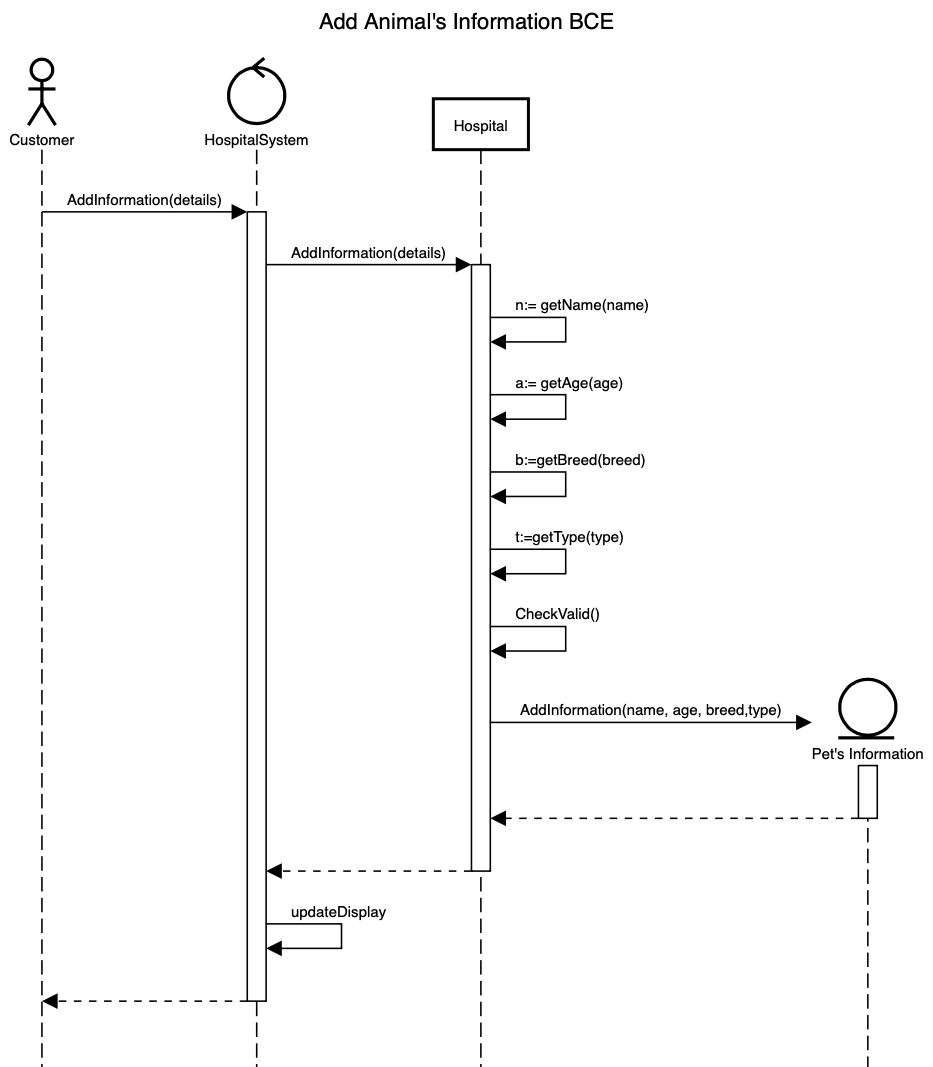 Add Animal's Information BCE
Customer
HospitalSystem
Hospital
AddInformation(details)
AddInformation(details)
n:= getName(name)
a:= getAge(age)
b:=getBreed(breed)
t:=getType(type)
CheckValid()
AddInformation(name, age, breed,type)
Pet's Information
updateDisplay